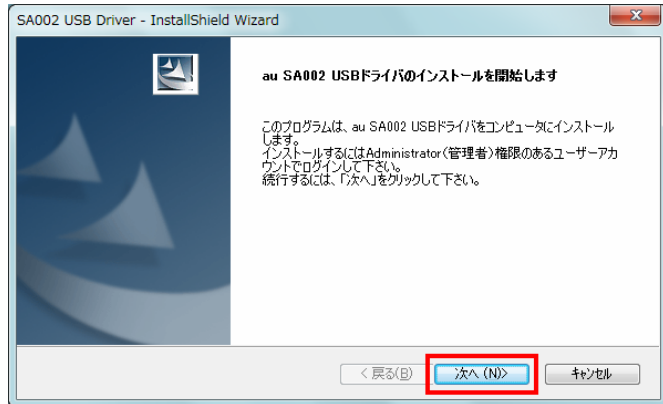 SA002 USB Driver - InstallShield Wizard
au SA002 USBドライバのインストールを開始します
このプログラムは、au SA002 USBドライバをコンピュータにインストール
します。
インストールするにはAdministrator(管理者)権限のあるユーザーアカ
ウントでログインして下さい。
続行するには、「次へ」をクリックして下さい。
< 戻る(B)
次へ (N)>
キャンセル